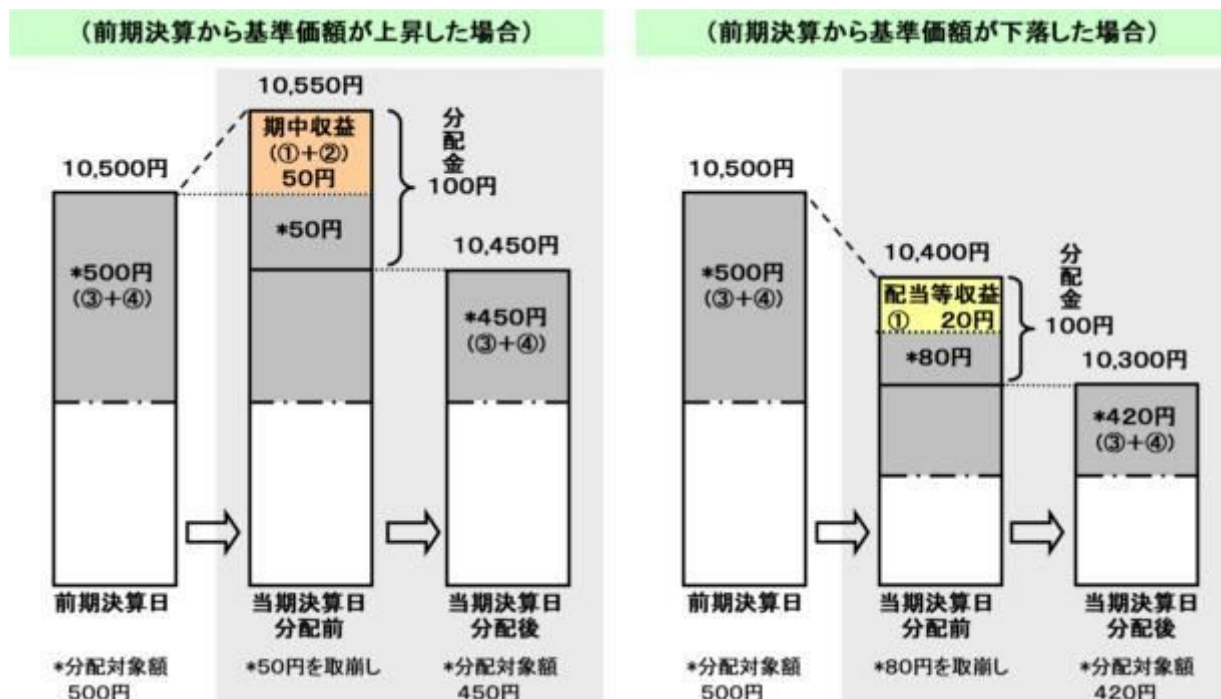 （前期決算から基準価額が上昇した場合）
10,550円
期中収益
（①＋②）
50円
*50円
分配金
100円
10,500円
*500円
（③＋④）
10,450円
*450円
（③＋④）
前期決算日
当期決算日
分配前
当期決算日
分配後
*分配対象額
500円
*50円を取崩し
*分配対象額
450円
（前期決算から基準価額が下落した場合）
10,500円
*500円
（③＋④）
10,400円
配当等収益
① 20円
*80円
分配金
100円
10,300円
*420円
（③＋④）
前期決算日
当期決算日
分配前
当期決算日
分配後
*分配対象額
500円
*80円を取崩し
*分配対象額
420円